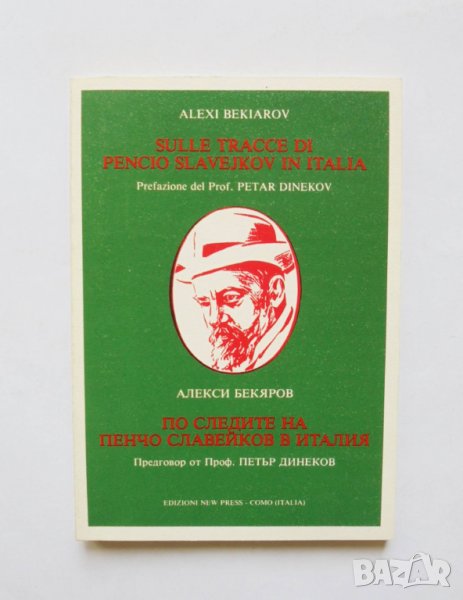 ALEXI BEKIAROV
SULLE TRACCE DI
PENCIO SLAVEJKOV IN ITALIA
Prefazione del Prof. PETAR DINEKOV
АЛЕКСИ БЕКЯРОВ
ПО СЛЕДИТЕ НА
ПЕНЧО СЛАВЕЙКОВ В ИТАЛИЯ
Предговор от Проф. ПЕТЪР ДИНЕКОВ
EDIZIONI NEW PRESS - COMO (ITALIA)
BAZAR